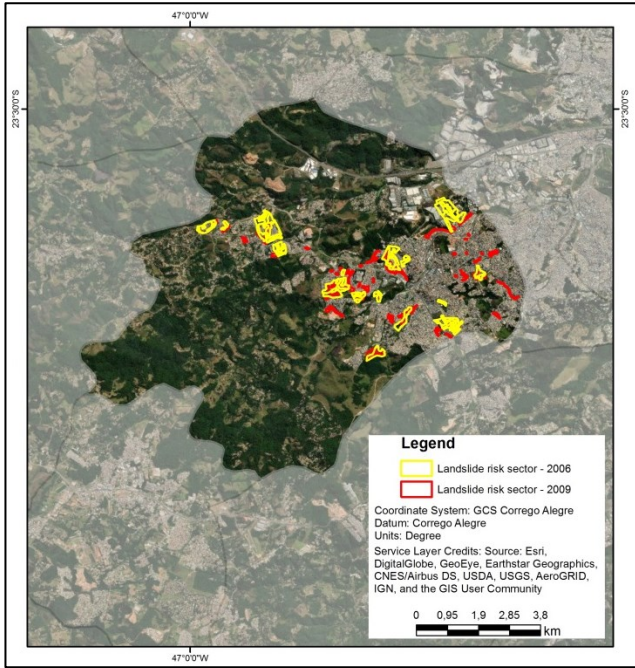 47°0'0"W
23°30'0"S
23°30'0"S
Legend
Landslide risk sector - 2006
Landslide risk sector - 2009
Coordinate System: GCS Corrego Alegre
Datum: Corrego Alegre
Units: Degree
Service Layer Credits: Source: Esri,
DigitalGlobe, GeoEye, Earthstar Geographics,
CNES/Airbus DS, USDA, USGS, AeroGRID,
IGN, and the GIS User Community
0 0,95 1,9 2,85 3,8
km
47°0'0"W